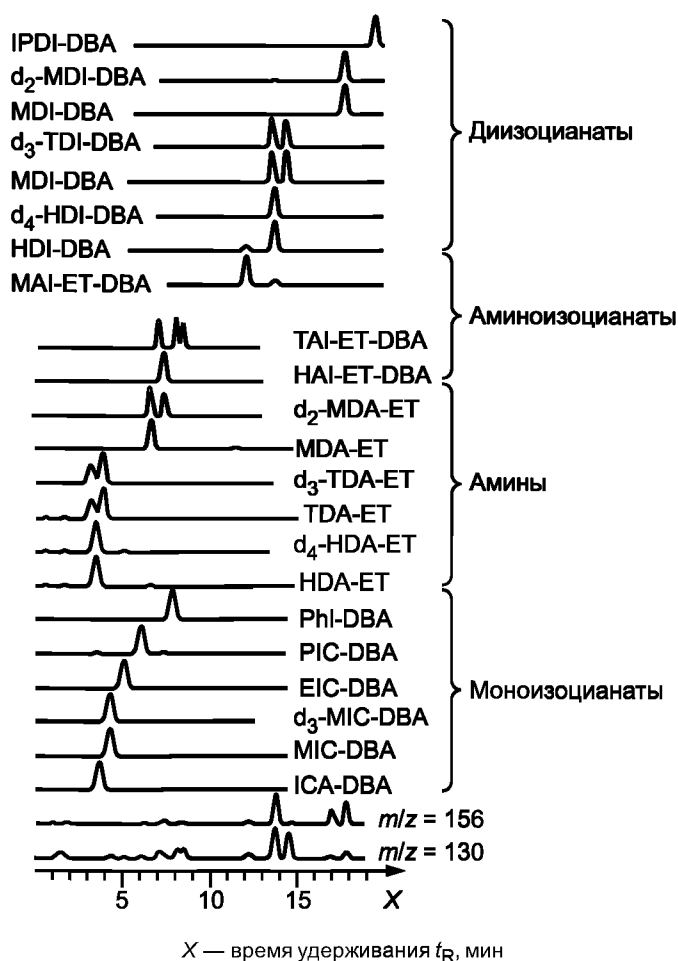 IPDI-DBA
d2-MDI-DBA
MDI-DBA
d3-TDI-DBA
MDI-DBA
d4-HDI-DBA
HDI-DBA
Диизоцианаты
MAI-ET-DBA
TAI-ET-DBA
HAI-ET-DBA
Аминоизоцианаты
d2-MDA-ET
MDA-ET
d3-TDA-ET
TDA-ET
d4-HDA-ET
HDA-ET
Амины
PhI-DBA
PIC-DBA
EIC-DBA
d3-MIC-DBA
MIC-DBA
ICA-DBA
Моноизоцианаты
m/z = 156
m/z = 130
5 10 15 X
X — время удерживания tR, мин